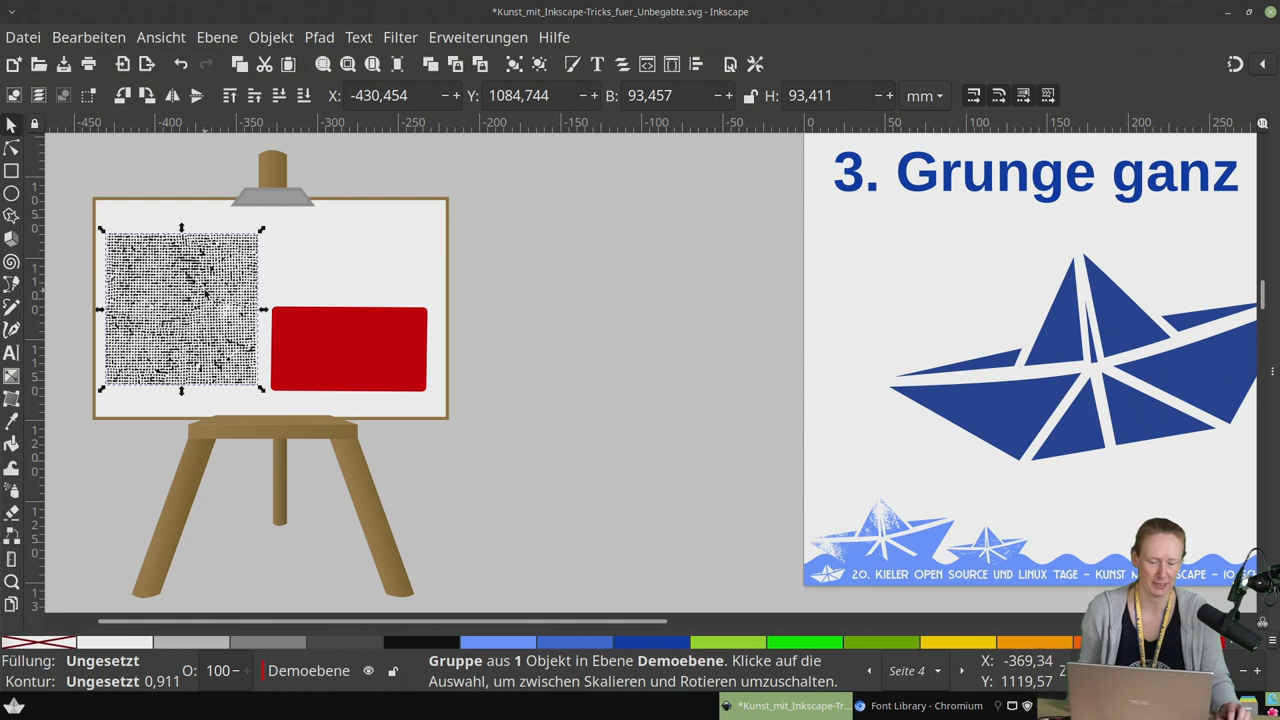 *Kunst_mit_Inkscape-Tricks_fuer_Unbegabte.svg - Inkscape
Datei Bearbeiten Ansicht Ebene Objekt Pfad Text Filter Erweiterungen Hilfe
X: -430,454 - + Y: 1084,744 - + B: 93,457 - + H: 93,411 - + mm
-450 -400 -350 -300 -250 -200 -150 -100 -50 0 50 100 150 200 250
3. Grunge ganz
20. KIELER OPEN SOURCE UND LINUX TAGE - KUNST
Füllung: Ungesetzt O: 100 - + Demoebene Gruppe aus 1 Objekt in Ebene Demoebene. Klicke auf die Seite 4 X: -369,34
Kontur: Ungesetzt 0,911 Auswahl, um zwischen Skalieren und Rotieren umzuschalten. Y: 1119,57
*Kunst_mit_Inkscape-Tr... Font Library - Chromium